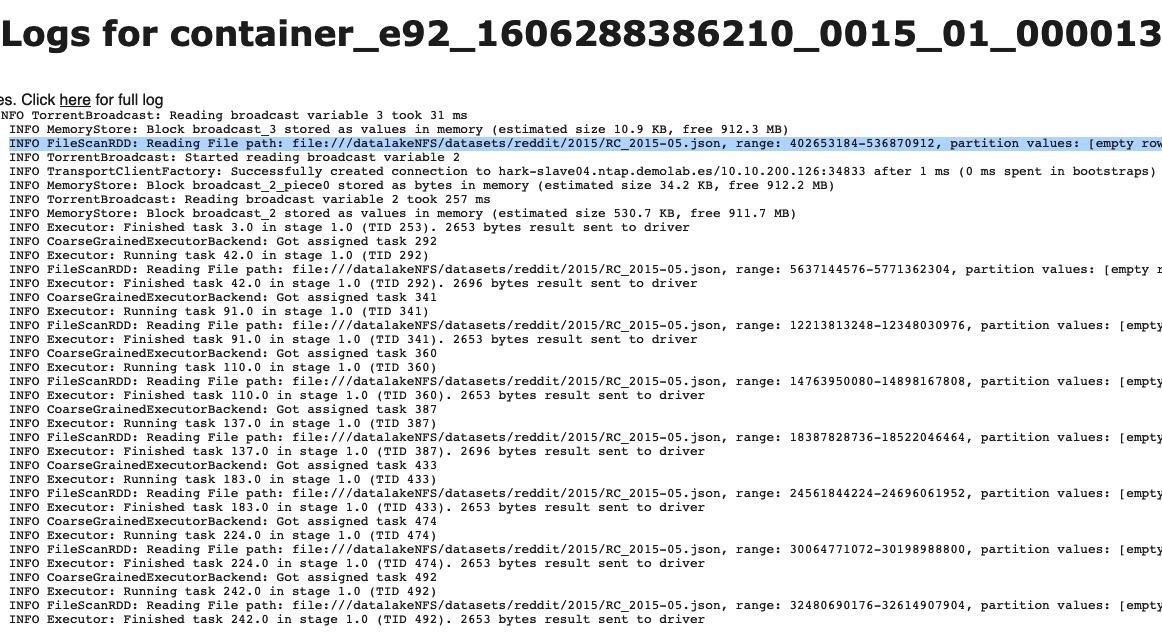 Logs for container_e92_1606288386210_0015_01_000013
es. Click here for full log
NFO TorrentBroadcast: Reading broadcast variable 3 took 31 ms
INFO MemoryStore: Block broadcast_3 stored as values in memory (estimated size 10.9 KB, free 912.3 MB)
INFO FileScanRDD: Reading File path: file:///datalakeNFS/datasets/reddit/2015/RC_2015-05.json, range: 402653184-536870912, partition values: [empty row
INFO TorrentBroadcast: Started reading broadcast variable 2
INFO TransportClientFactory: Successfully created connection to hark-slave04.ntap.demolab.es/10.10.200.126:34833 after 1 ms (0 ms spent in bootstraps)
INFO MemoryStore: Block broadcast_2_piece0 stored as bytes in memory (estimated size 34.2 KB, free 912.2 MB)
INFO TorrentBroadcast: Reading broadcast variable 2 took 257 ms
INFO MemoryStore: Block broadcast_2 stored as values in memory (estimated size 530.7 KB, free 911.7 MB)
INFO Executor: Finished task 3.0 in stage 1.0 (TID 253). 2653 bytes result sent to driver
INFO CoarseGrainedExecutorBackend: Got assigned task 292
INFO Executor: Running task 42.0 in stage 1.0 (TID 292)
INFO FileScanRDD: Reading File path: file:///datalakeNFS/datasets/reddit/2015/RC_2015-05.json, range: 5637144576-5771362304, partition values: [empty r
INFO Executor: Finished task 42.0 in stage 1.0 (TID 292). 2696 bytes result sent to driver
INFO CoarseGrainedExecutorBackend: Got assigned task 341
INFO Executor: Running task 91.0 in stage 1.0 (TID 341)
INFO FileScanRDD: Reading File path: file:///datalakeNFS/datasets/reddit/2015/RC_2015-05.json, range: 12213813248-12348030976, partition values: [empty
INFO Executor: Finished task 91.0 in stage 1.0 (TID 341). 2653 bytes result sent to driver
INFO CoarseGrainedExecutorBackend: Got assigned task 360
INFO Executor: Running task 110.0 in stage 1.0 (TID 360)
INFO FileScanRDD: Reading File path: file:///datalakeNFS/datasets/reddit/2015/RC_2015-05.json, range: 14763950080-14898167808, partition values: [empty
INFO Executor: Finished task 110.0 in stage 1.0 (TID 360). 2653 bytes result sent to driver
INFO CoarseGrainedExecutorBackend: Got assigned task 387
INFO Executor: Running task 137.0 in stage 1.0 (TID 387)
INFO FileScanRDD: Reading File path: file:///datalakeNFS/datasets/reddit/2015/RC_2015-05.json, range: 18387828736-18522046464, partition values: [empty
INFO Executor: Finished task 137.0 in stage 1.0 (TID 387). 2696 bytes result sent to driver
INFO CoarseGrainedExecutorBackend: Got assigned task 433
INFO Executor: Running task 183.0 in stage 1.0 (TID 433)
INFO FileScanRDD: Reading File path: file:///datalakeNFS/datasets/reddit/2015/RC_2015-05.json, range: 24561844224-24696061952, partition values: [empty
INFO Executor: Finished task 183.0 in stage 1.0 (TID 433). 2653 bytes result sent to driver
INFO CoarseGrainedExecutorBackend: Got assigned task 474
INFO Executor: Running task 224.0 in stage 1.0 (TID 474)
INFO FileScanRDD: Reading File path: file:///datalakeNFS/datasets/reddit/2015/RC_2015-05.json, range: 30064771072-30198988800, partition values: [empty
INFO Executor: Finished task 224.0 in stage 1.0 (TID 474). 2653 bytes result sent to driver
INFO CoarseGrainedExecutorBackend: Got assigned task 492
INFO Executor: Running task 242.0 in stage 1.0 (TID 492)
INFO FileScanRDD: Reading File path: file:///datalakeNFS/datasets/reddit/2015/RC_2015-05.json, range: 32480690176-32614907904, partition values: [empty
INFO Executor: Finished task 242.0 in stage 1.0 (TID 492). 2653 bytes result sent to driver